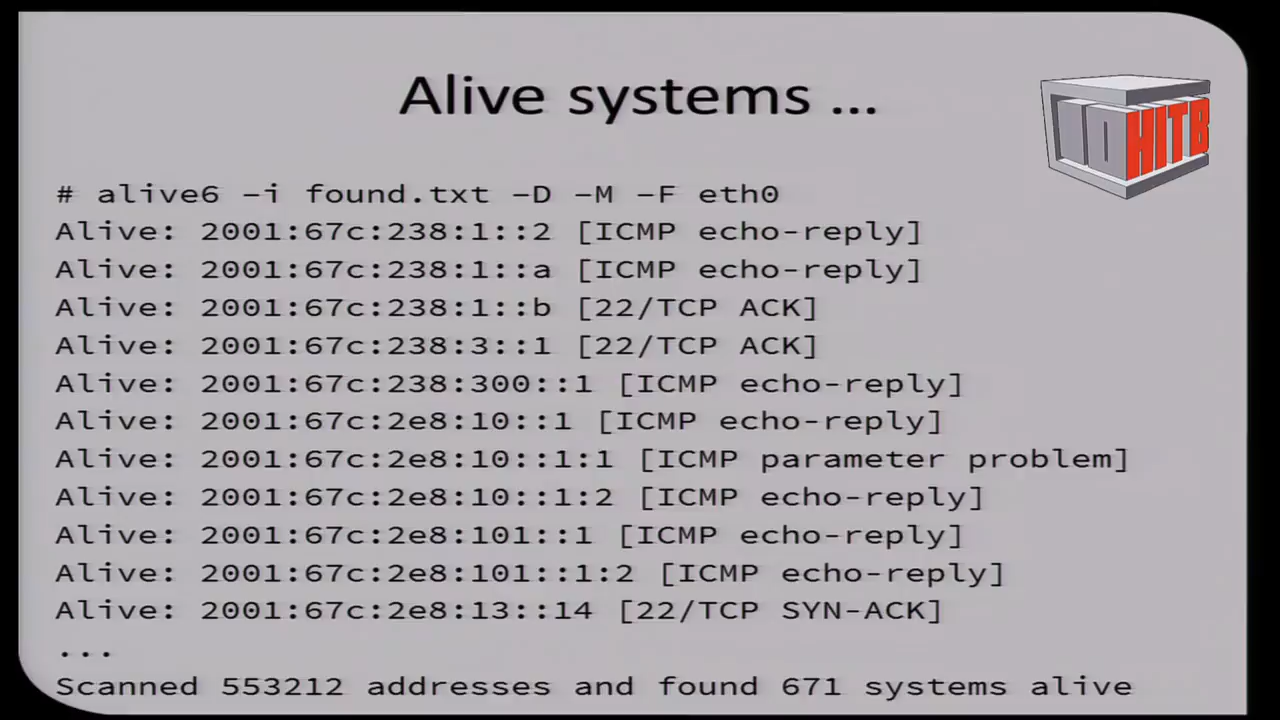 Alive systems ...
10 HITB
# alive6 –i found.txt –D –M –F eth0
Alive: 2001:67c:238:1::2 [ICMP echo-reply]
Alive: 2001:67c:238:1::a [ICMP echo-reply]
Alive: 2001:67c:238:1::b [22/TCP ACK]
Alive: 2001:67c:238:3::1 [22/TCP ACK]
Alive: 2001:67c:238:300::1 [ICMP echo-reply]
Alive: 2001:67c:2e8:10::1 [ICMP echo-reply]
Alive: 2001:67c:2e8:10::1:1 [ICMP parameter problem]
Alive: 2001:67c:2e8:10::1:2 [ICMP echo-reply]
Alive: 2001:67c:2e8:101::1 [ICMP echo-reply]
Alive: 2001:67c:2e8:101::1:2 [ICMP echo-reply]
Alive: 2001:67c:2e8:13::14 [22/TCP SYN-ACK]
...
Scanned 553212 addresses and found 671 systems alive